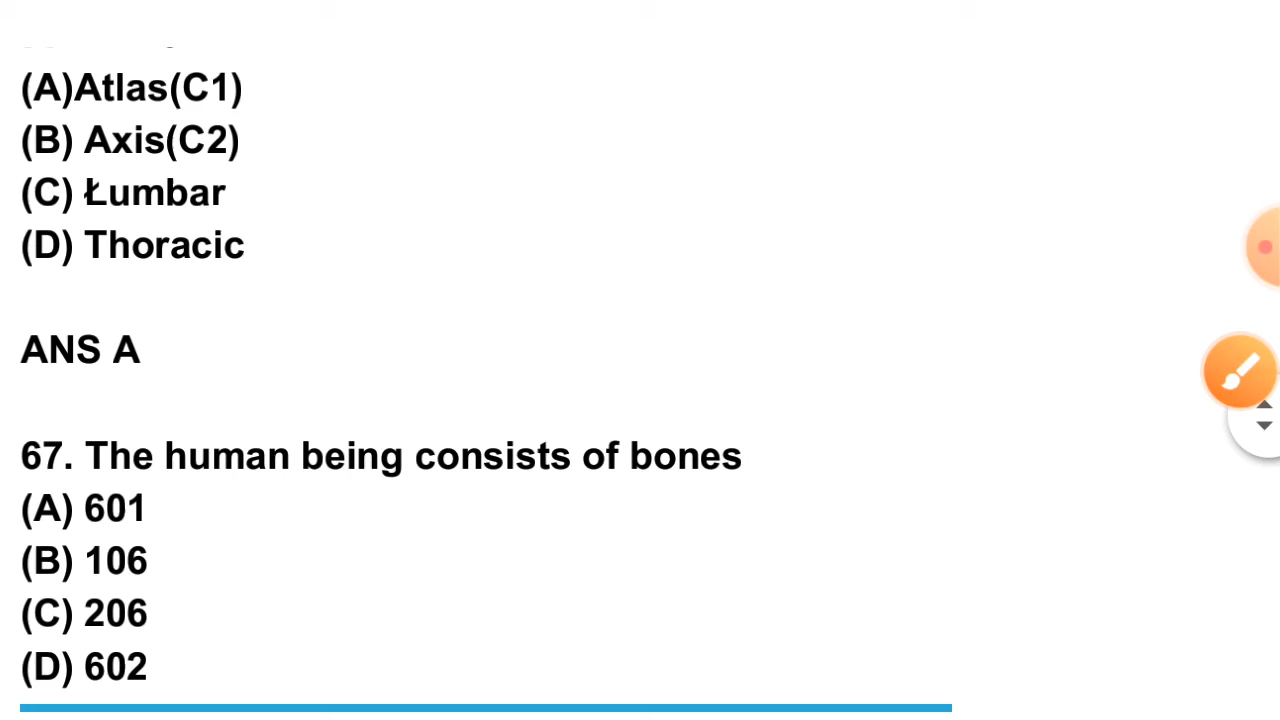 (A)Atlas(C1)
(B) Axis(C2)
(C) Łumbar
(D) Thoracic
ANS A
67. The human being consists of bones
(A) 601
(B) 106
(C) 206
(D) 602